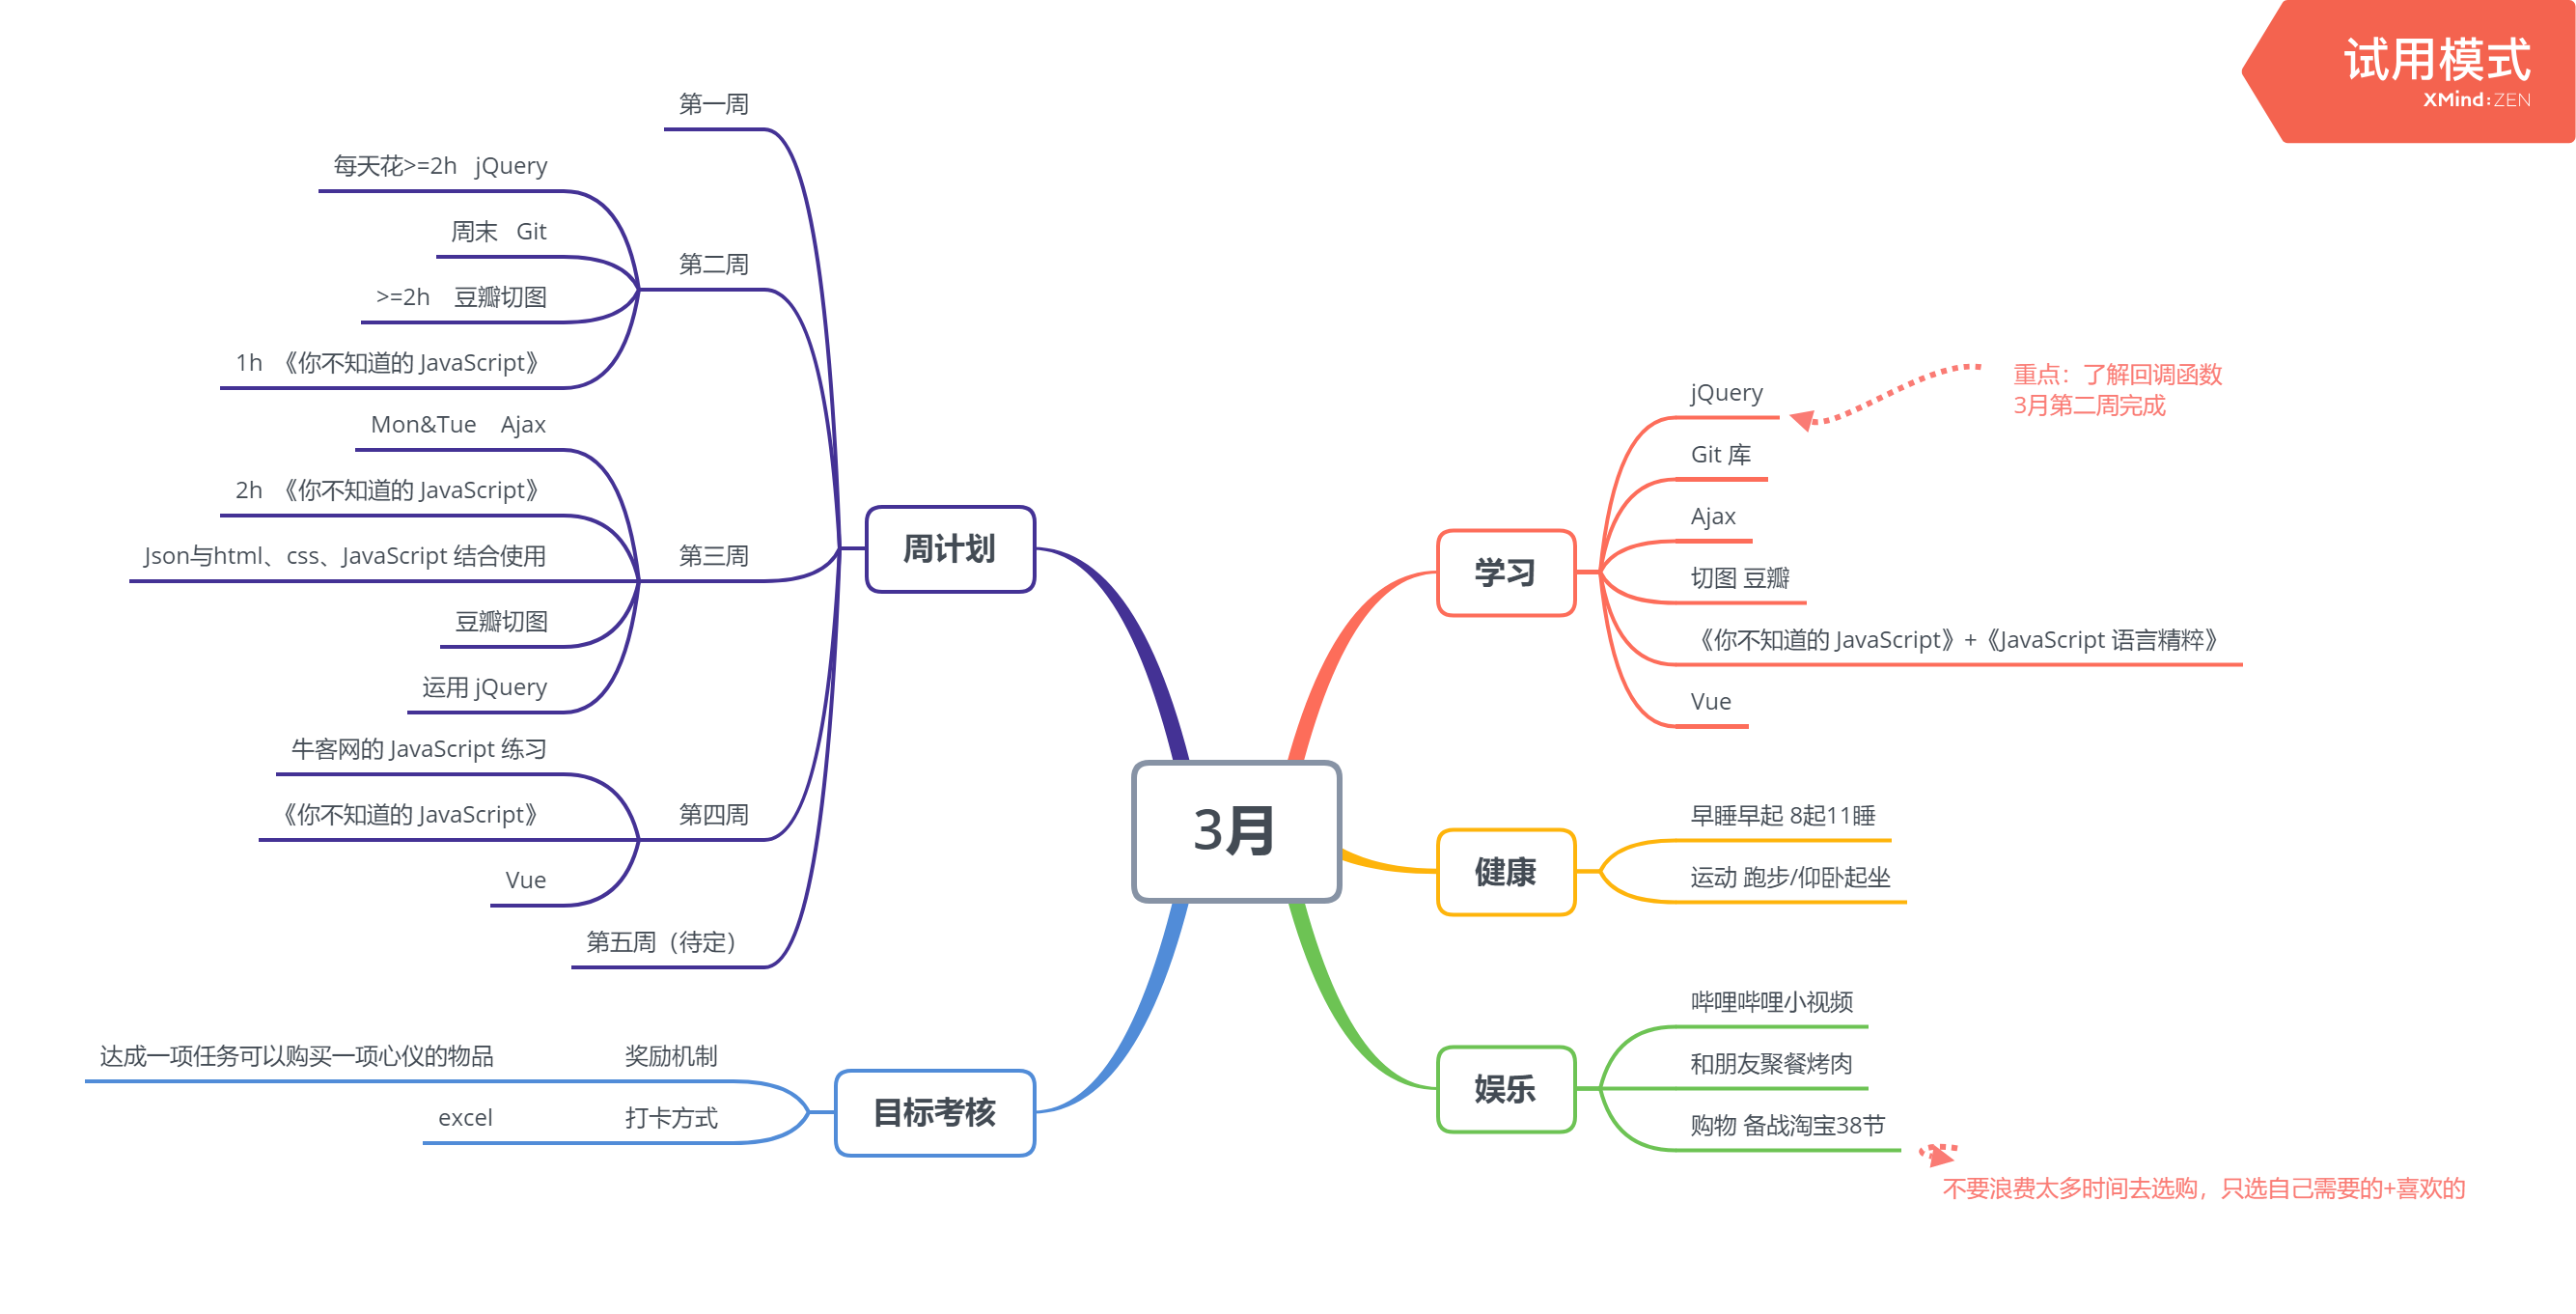 试用模式
XMind:ZEN
3月
学习
jQuery
重点：了解回调函数
3月第二周完成
Git 库
Ajax
切图 豆瓣
《你不知道的 JavaScript》+《JavaScript 语言精粹》
Vue
健康
早睡早起 8起11睡
运动 跑步/仰卧起坐
娱乐
哔哩哔哩小视频
和朋友聚餐烤肉
购物 备战淘宝38节
不要浪费太多时间去选购，只选自己需要的+喜欢的
周计划
第一周
第二周
每天花>=2h jQuery
周末 Git
>=2h 豆瓣切图
1h 《你不知道的 JavaScript》
第三周
Mon&Tue Ajax
2h 《你不知道的 JavaScript》
Json与html、css、JavaScript 结合使用
豆瓣切图
运用 jQuery
第四周
牛客网的 JavaScript 练习
《你不知道的 JavaScript》
Vue
第五周（待定）
目标考核
奖励机制
达成一项任务可以购买一项心仪的物品
打卡方式
excel